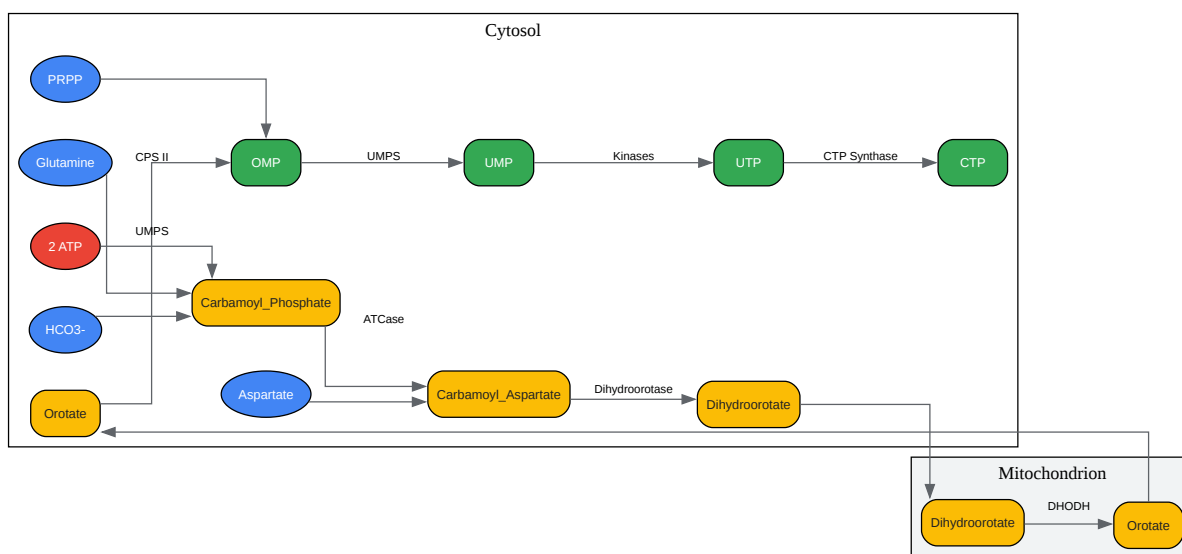 Cytosol
PRPP
Glutamine
CPS II
OMP
UMPS
UMP
Kinases
UTP
CTP Synthase
CTP
2 ATP
UMPS
Carbamoyl_Phosphate
HCO3-
ATCase
Orotate
Aspartate
Carbamoyl_Aspartate
Dihydroorotase
Dihydroorotate
Mitochondrion
Dihydroorotate
DHODH
Orotate